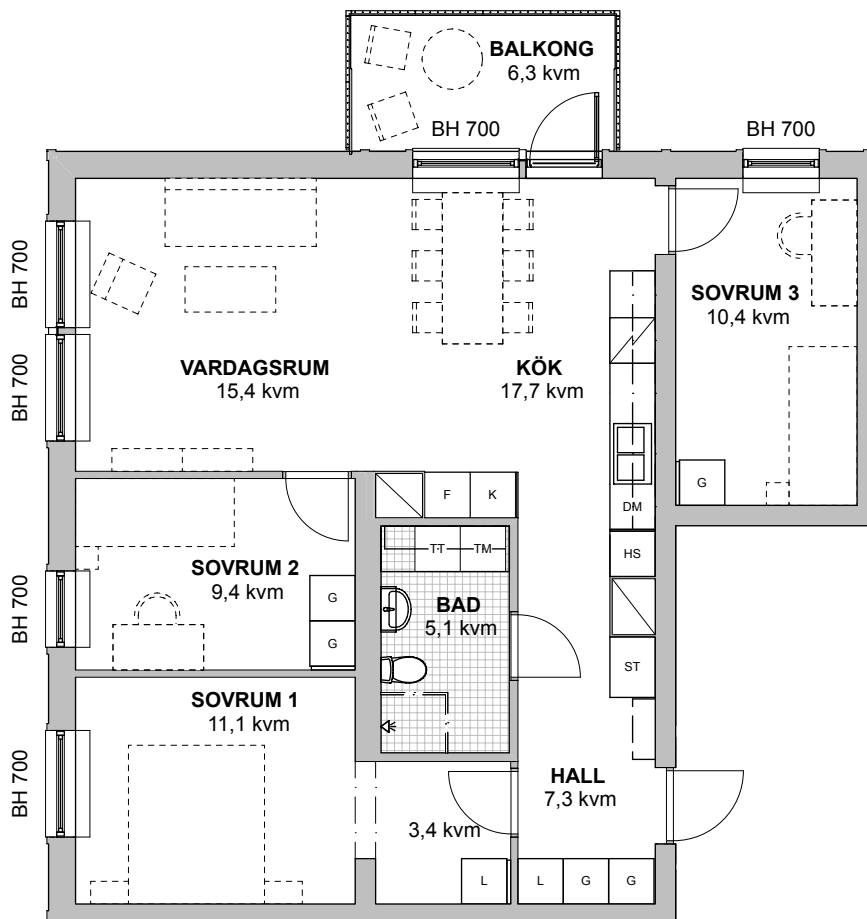 BALKONG
6,3 kvm
BH 700
BH 700
BH 700
SOVRUM 3
10,4 kvm
VARDAGSRUM
15,4 kvm
KÖK
17,7 kvm
BH 700
G
F
K
DM
TT
TM
HS
SOVRUM 2
9,4 kvm
BH 700
G
G
BAD
5,1 kvm
ST
SOVRUM 1
11,1 kvm
BH 700
HALL
7,3 kvm
3,4 kvm
L
L
G
G